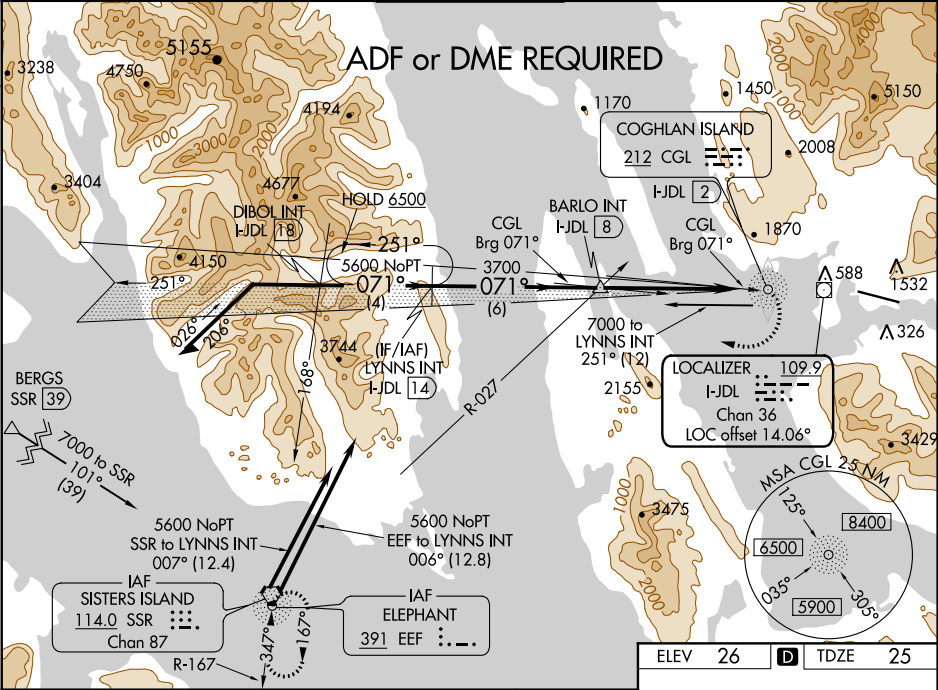 ADF or DME REQUIRED
3238
4750
5155
4194
1170
1450
5150
2008
1000
3000
2000
1000
2000
COGHLAN ISLAND
212 CGL
I-JDL 2
3404
4677
HOLD 6500
DIBOL INT
I-JDL 18
BARLO INT
I-JDL 8
CGL
Brg 071°
CGL
Brg 071°
1870
251°
4150
251°
5600 NoPT
071°
(4)
3700
071°
(6)
588
1532
326
026°
206°
168°
3744
(IF/IAF)
LYNNS INT
I-JDL 14
R-027
7000 to
LYNNS INT
251° (12)
2155
LOCALIZER 109.9
I-JDL
Chan 36
LOC offset 14.06°
3429
BERGS
SSR 39
7000 to SSR
101°
(39)
5600 NoPT
SSR to LYNNS INT
007° (12.4)
5600 NoPT
EEF to LYNNS INT
006° (12.8)
1000
3475
2000
MSA CGL 25 NM
125°
8400
6500
035°
5900
305°
IAF
SISTERS ISLAND
114.0 SSR
Chan 87
IAF
ELEPHANT
391 EEF
347°
167°
R-167
ELEV 26 D TDZE 25